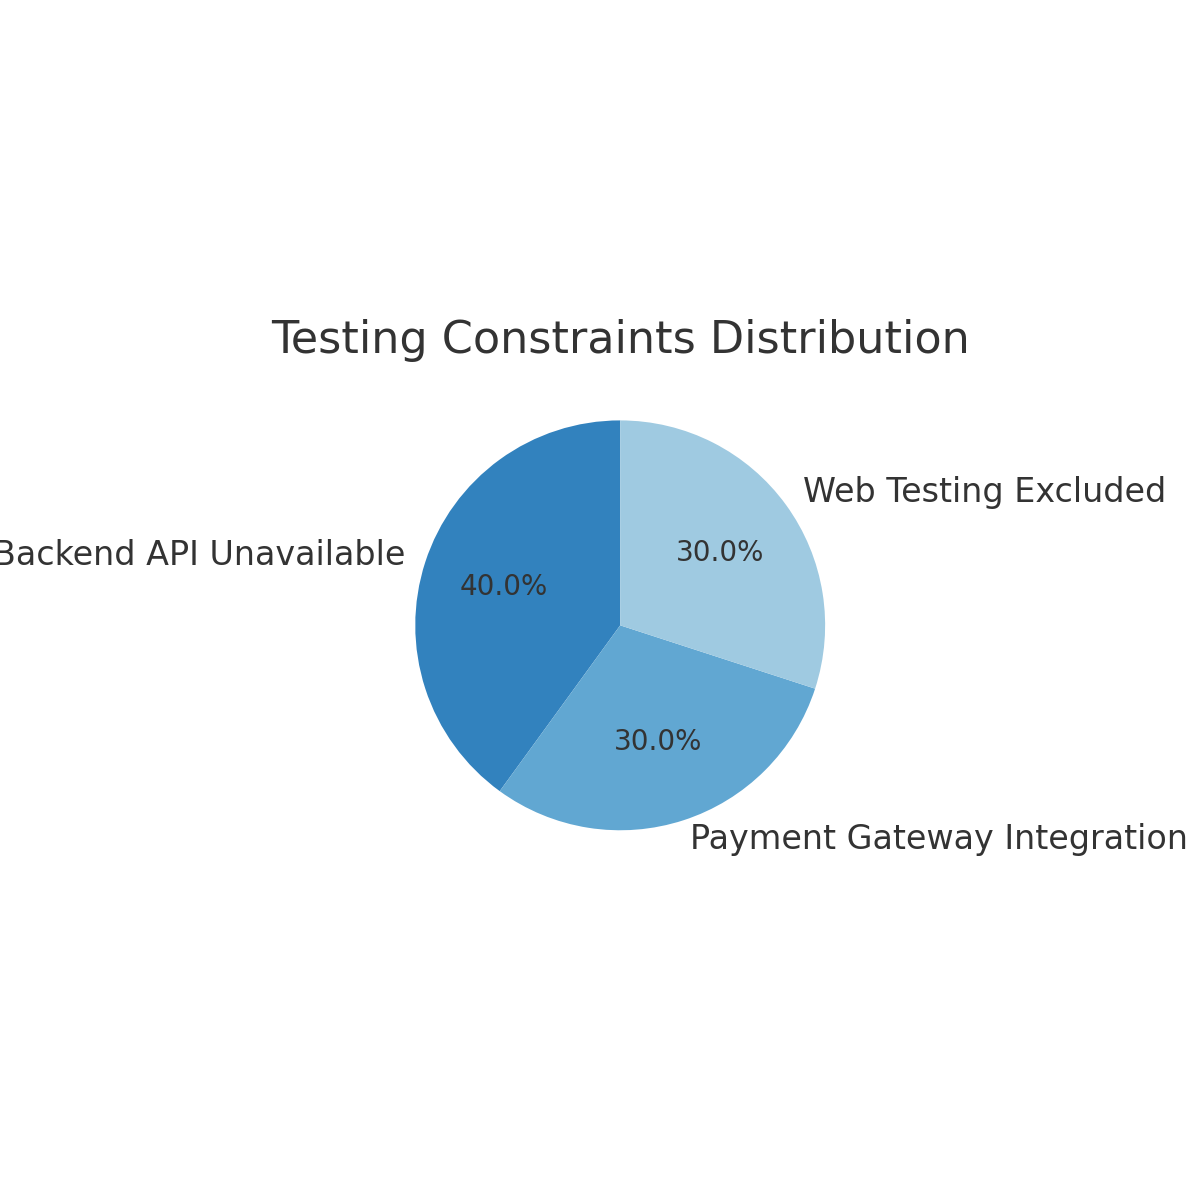 Testing Constraints Distribution
Web Testing Excluded
Backend API Unavailable
30.0%
40.0%
30.0%
Payment Gateway Integration